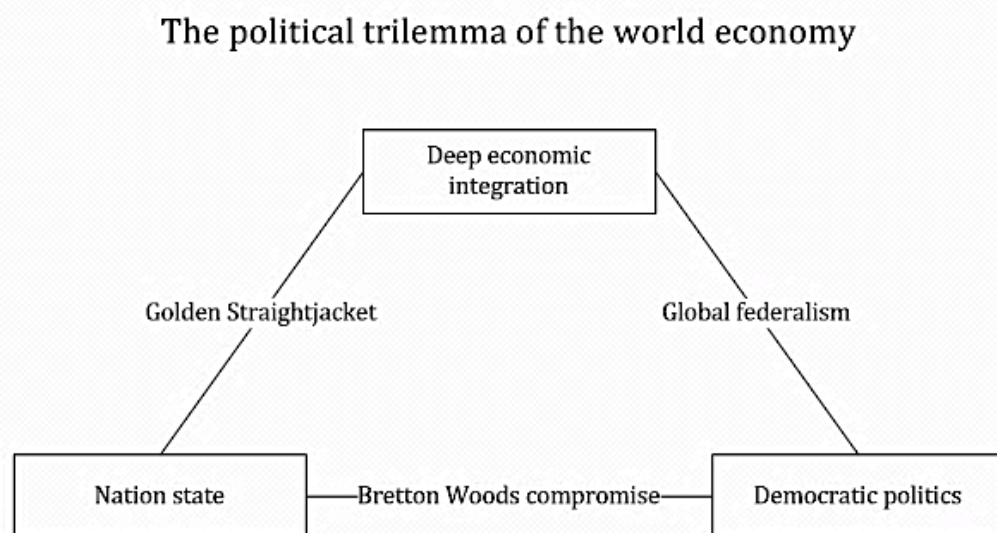 The political trilemma of the world economy
Deep economic
integration
Golden Straightjacket
Global federalism
Nation state
Bretton Woods compromise
Democratic politics